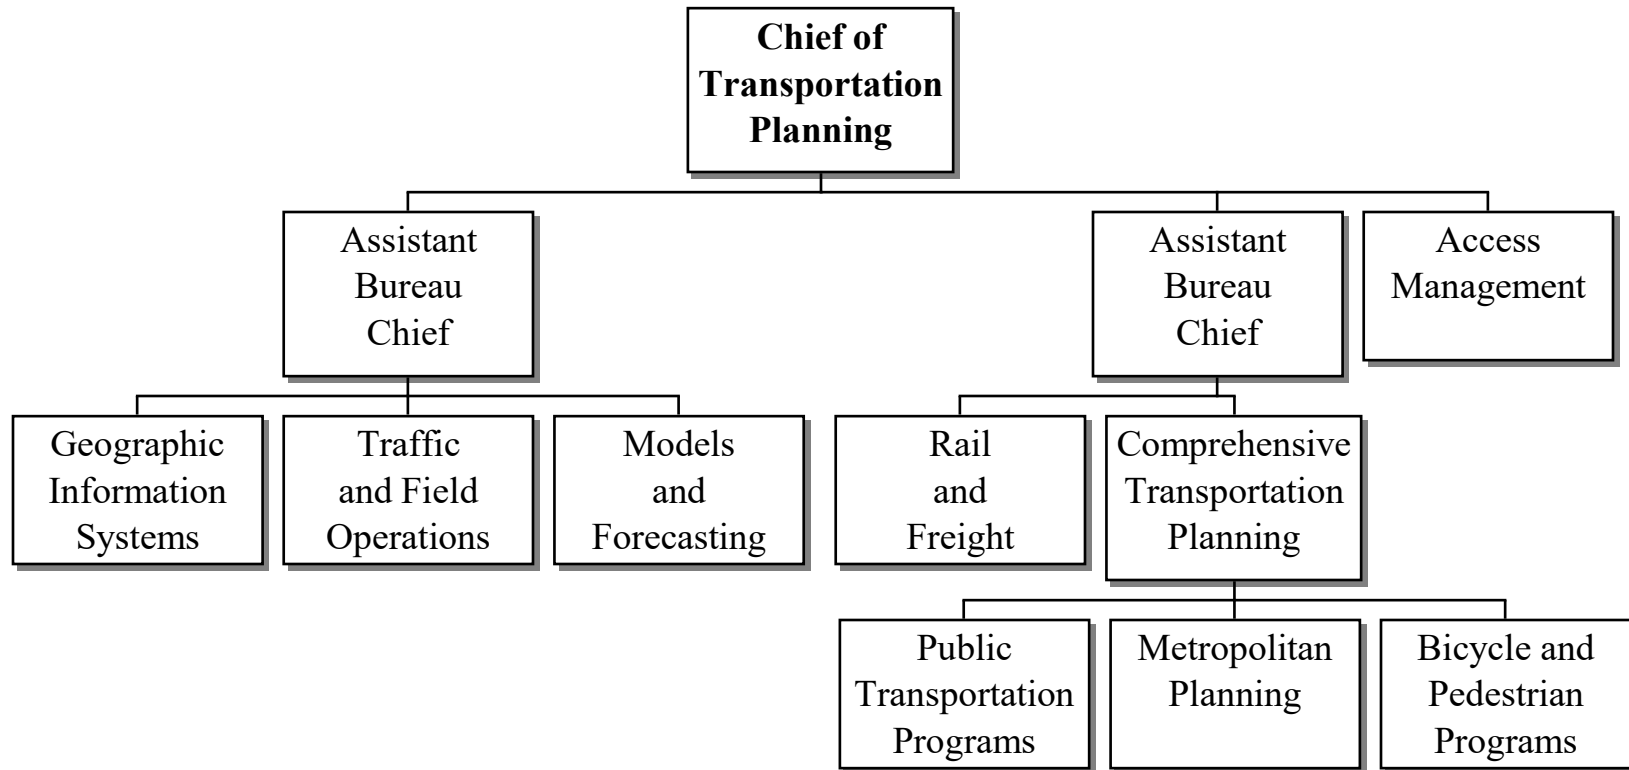 Chief of
Transportation
Planning
Assistant
Bureau
Chief
Assistant
Bureau
Chief
Access
Management
Geographic
Information
Systems
Traffic
and Field
Operations
Models
and
Forecasting
Rail
and
Freight
Comprehensive
Transportation
Planning
Public
Transportation
Programs
Metropolitan
Planning
Bicycle and
Pedestrian
Programs